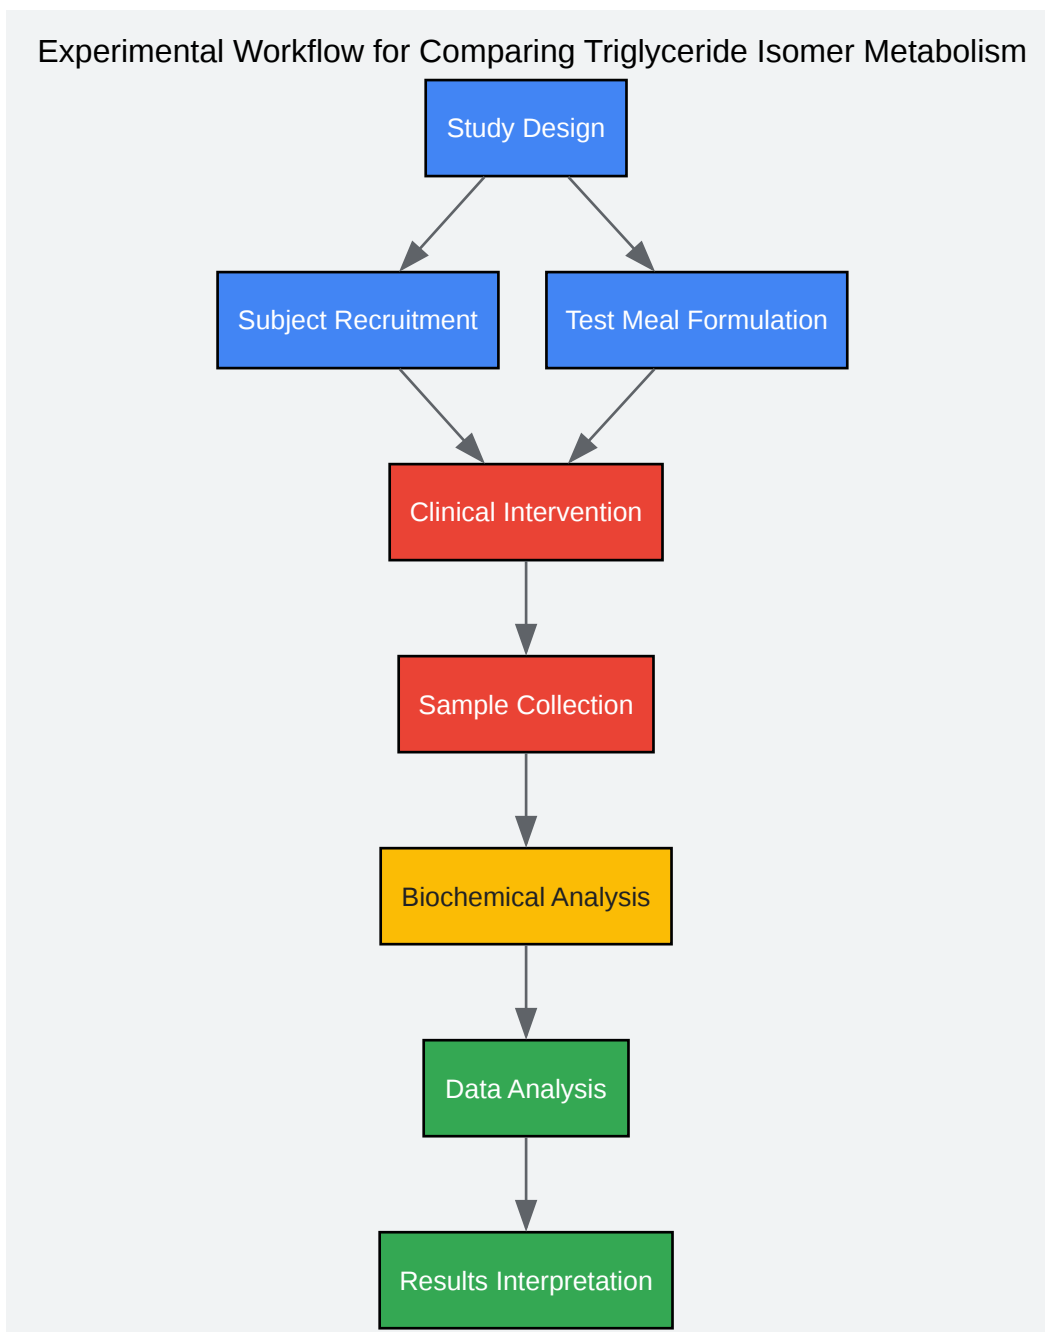 Experimental Workflow for Comparing Triglyceride Isomer Metabolism
Study Design
Subject Recruitment
Test Meal Formulation
Clinical Intervention
Sample Collection
Biochemical Analysis
Data Analysis
Results Interpretation